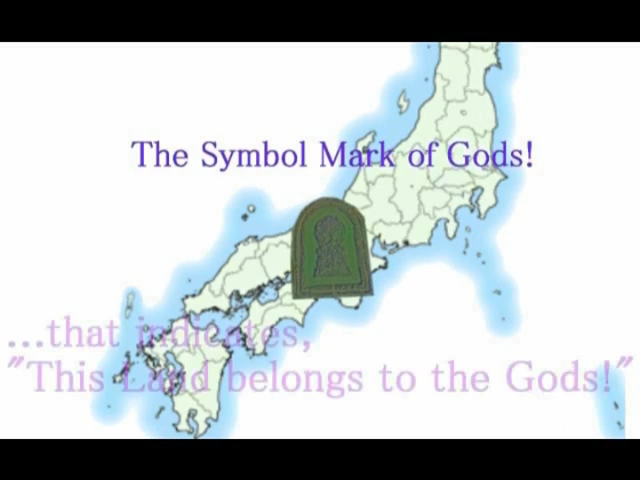 The Symbol Mark of Gods!
...that indicates,
"This Land belongs to the Gods!"